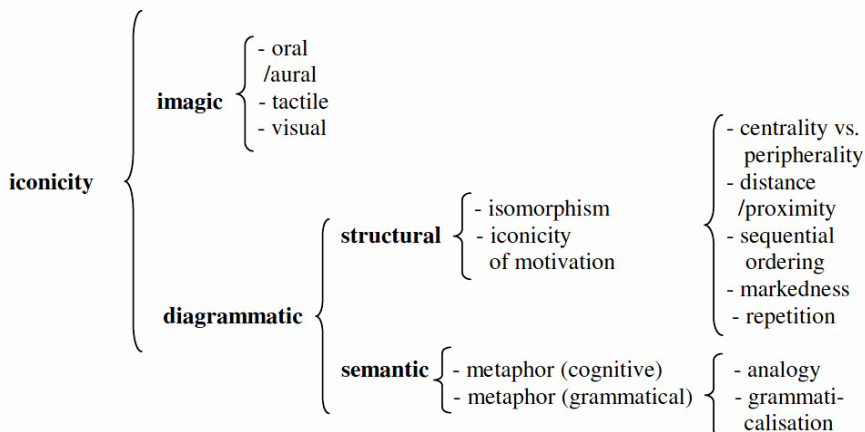 iconicity
imagic
- oral
/aural
- tactile
- visual
diagrammatic
structural
- isomorphism
- iconicity
of motivation
- centrality vs.
peripherality
- distance
/proximity
- sequential
ordering
- markedness
- repetition
semantic
- metaphor (cognitive)
- metaphor (grammatical)
- analogy
- grammati-
calisation